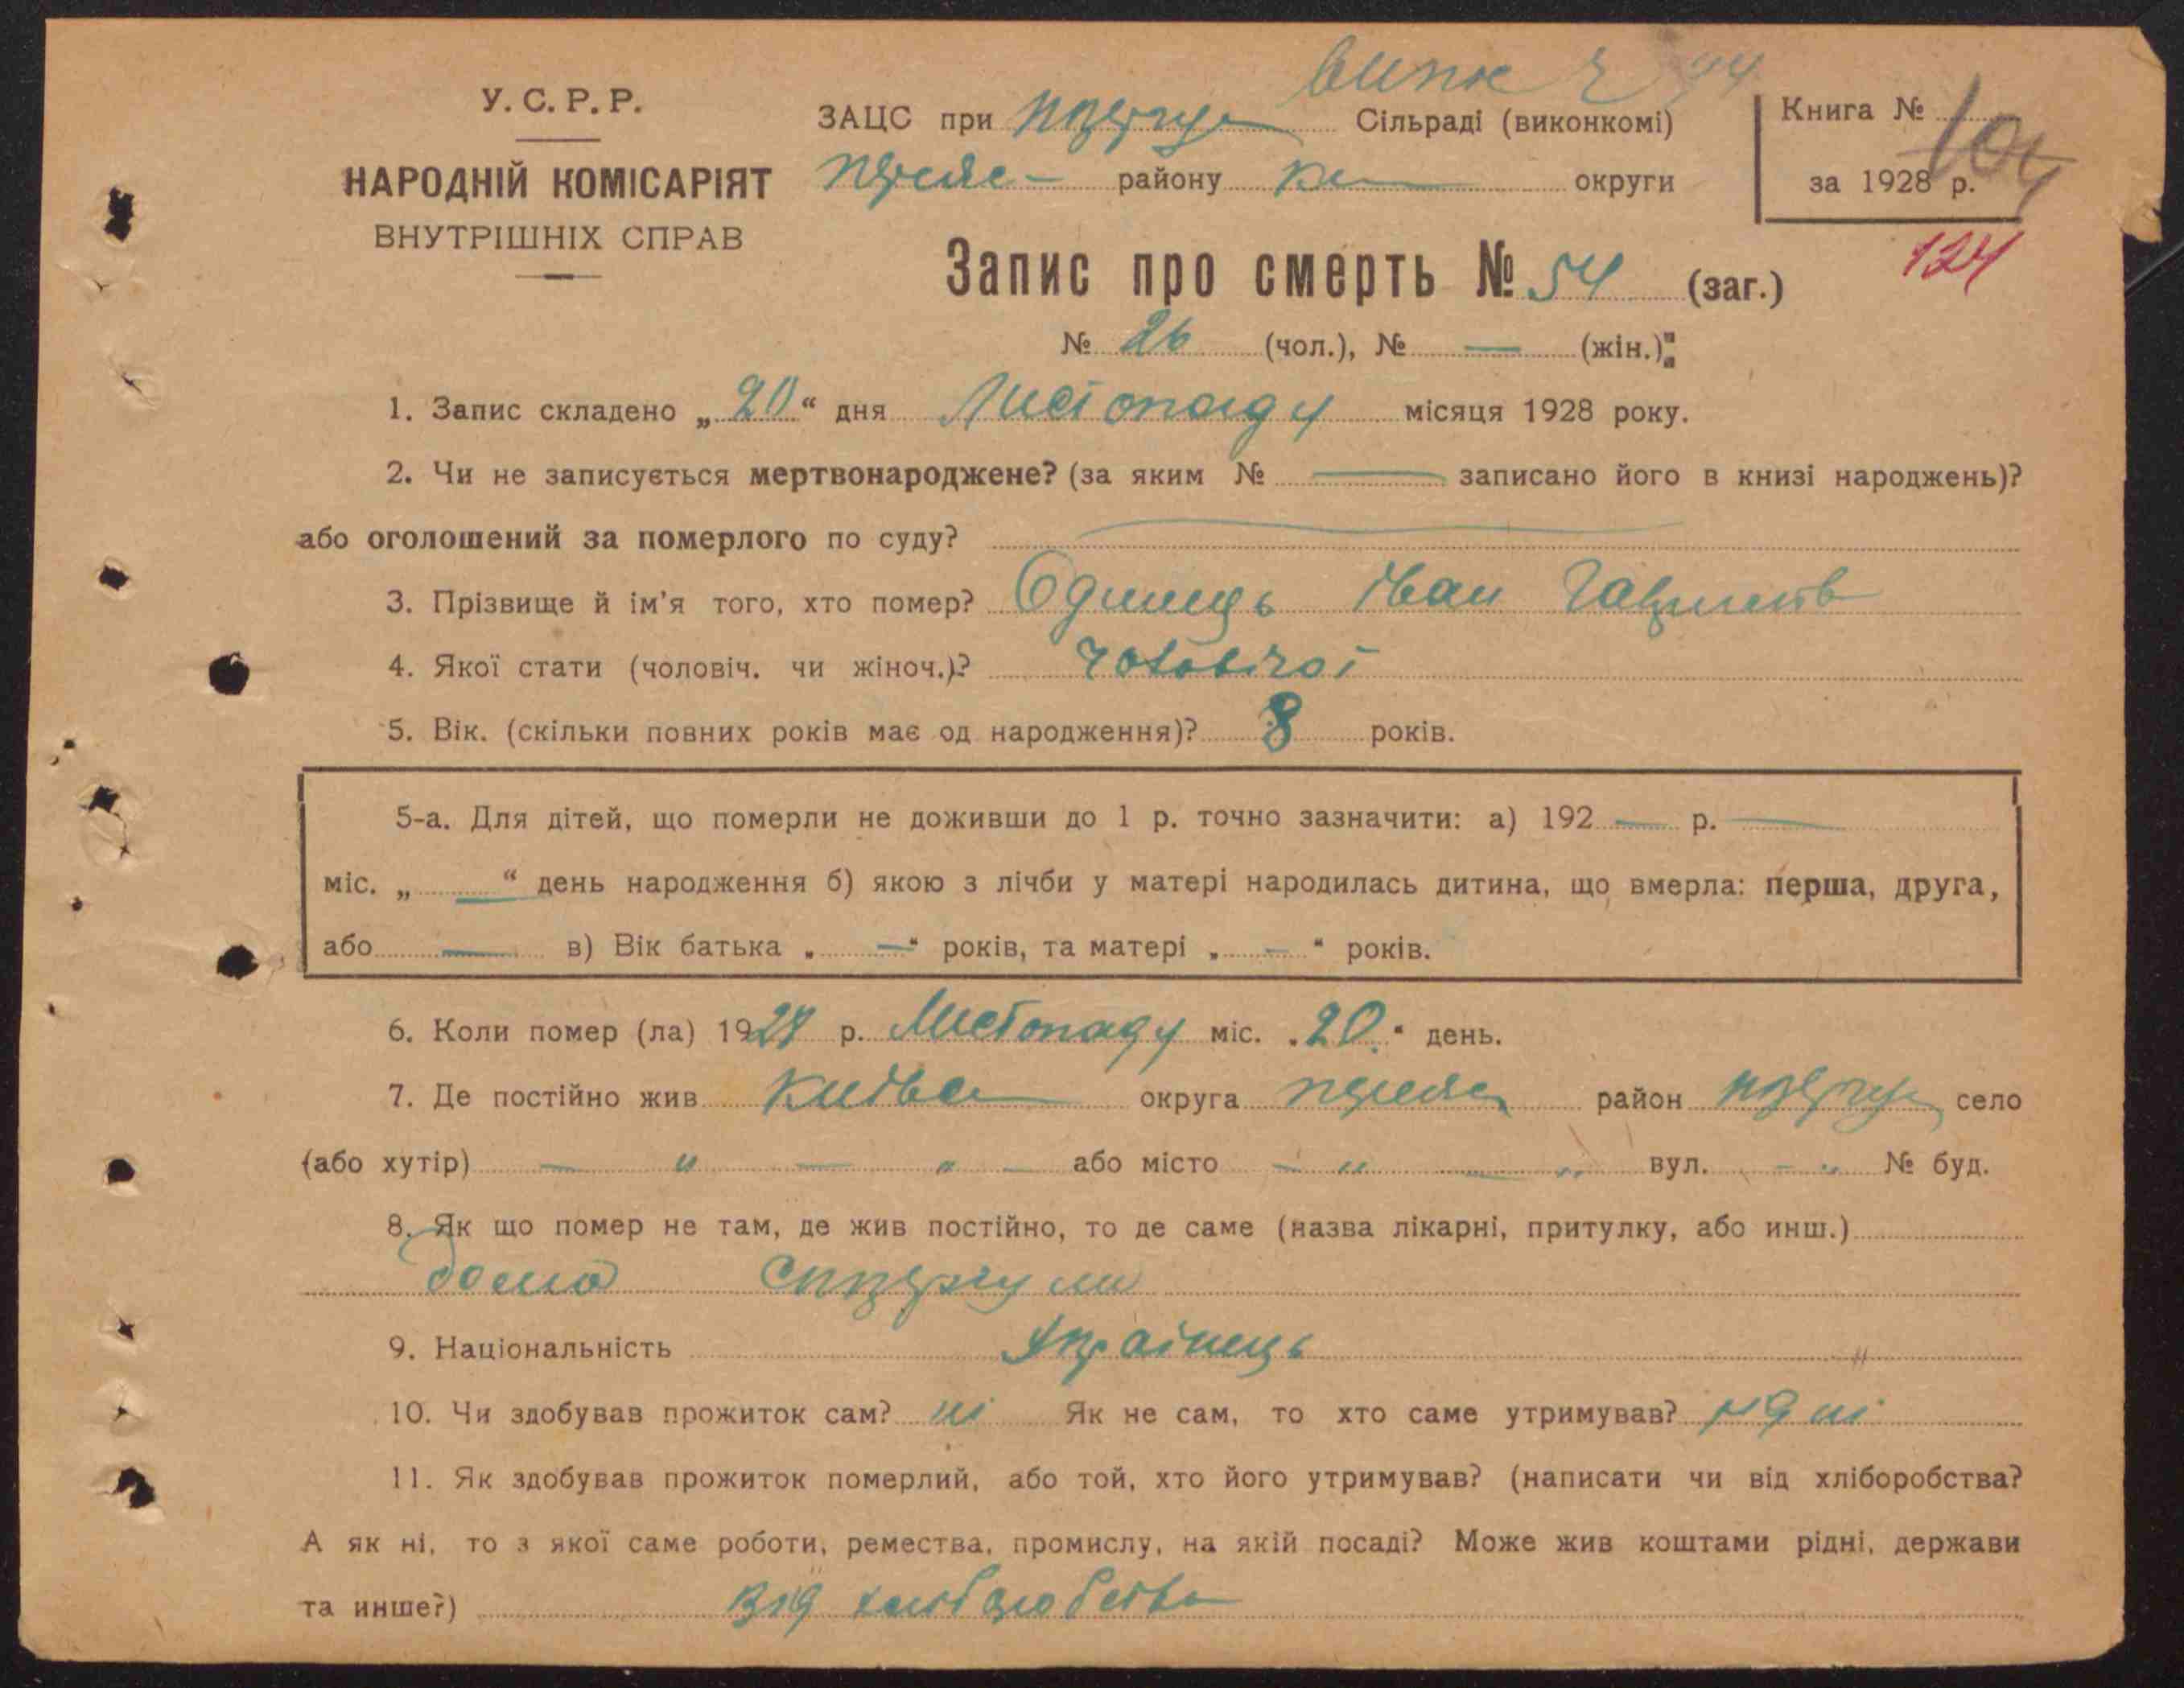 У. С. Р. Р.
НАРОДНІЙ КОМІСАРІЯТ
ВНУТРІШНІХ СПРАВ
ЗАЦС при Сільраді (виконкомі)
району округи
Книга № 104
за 1928 р.
124
Запис про смерть № 54 (заг.)
№ 26 (чол.), № — (жін.):
1. Запис складено „20“ дня Листопаду місяця 1928 року.
2. Чи не записується мертвонароджене? (за яким № — записано його в книзі народжень)?
або оголошений за померлого по суду? —
3. Прізвище й ім'я того, хто помер? Одинець Іван
4. Якої стати (чоловіч. чи жіноч.)? чоловічої
5. Вік. (скільки повних років має од народження)? 8 років.
5-а. Для дітей, що померли не доживши до 1 р. точно зазначити: а) 192 — р. —
міс. „ — “ день народження б) якою з лічби у матері народилась дитина, що вмерла: перша, друга,
або — в) Вік батька „ — “ років, та матері „ — “ років.
6. Коли помер (ла) 1928 р. Листопаду міс. „20“ день.
7. Де постійно жив округа район село
(або хутір) — „ — „ — або місто — „ — „ вул. — „ № буд.
8. Як що помер не там, де жив постійно, то де саме (назва лікарні, притулку, або инш.)
дома
9. Національність Українець
10. Чи здобував прожиток сам? ні Як не сам, то хто саме утримував? рідні
11. Як здобував прожиток померлий, або той, хто його утримував? (написати чи від хліборобства?
А як ні, то з якої саме роботи, ремества, промислу, на якій посаді? Може жив коштами рідні, держави
та инше?) Від хліборобства